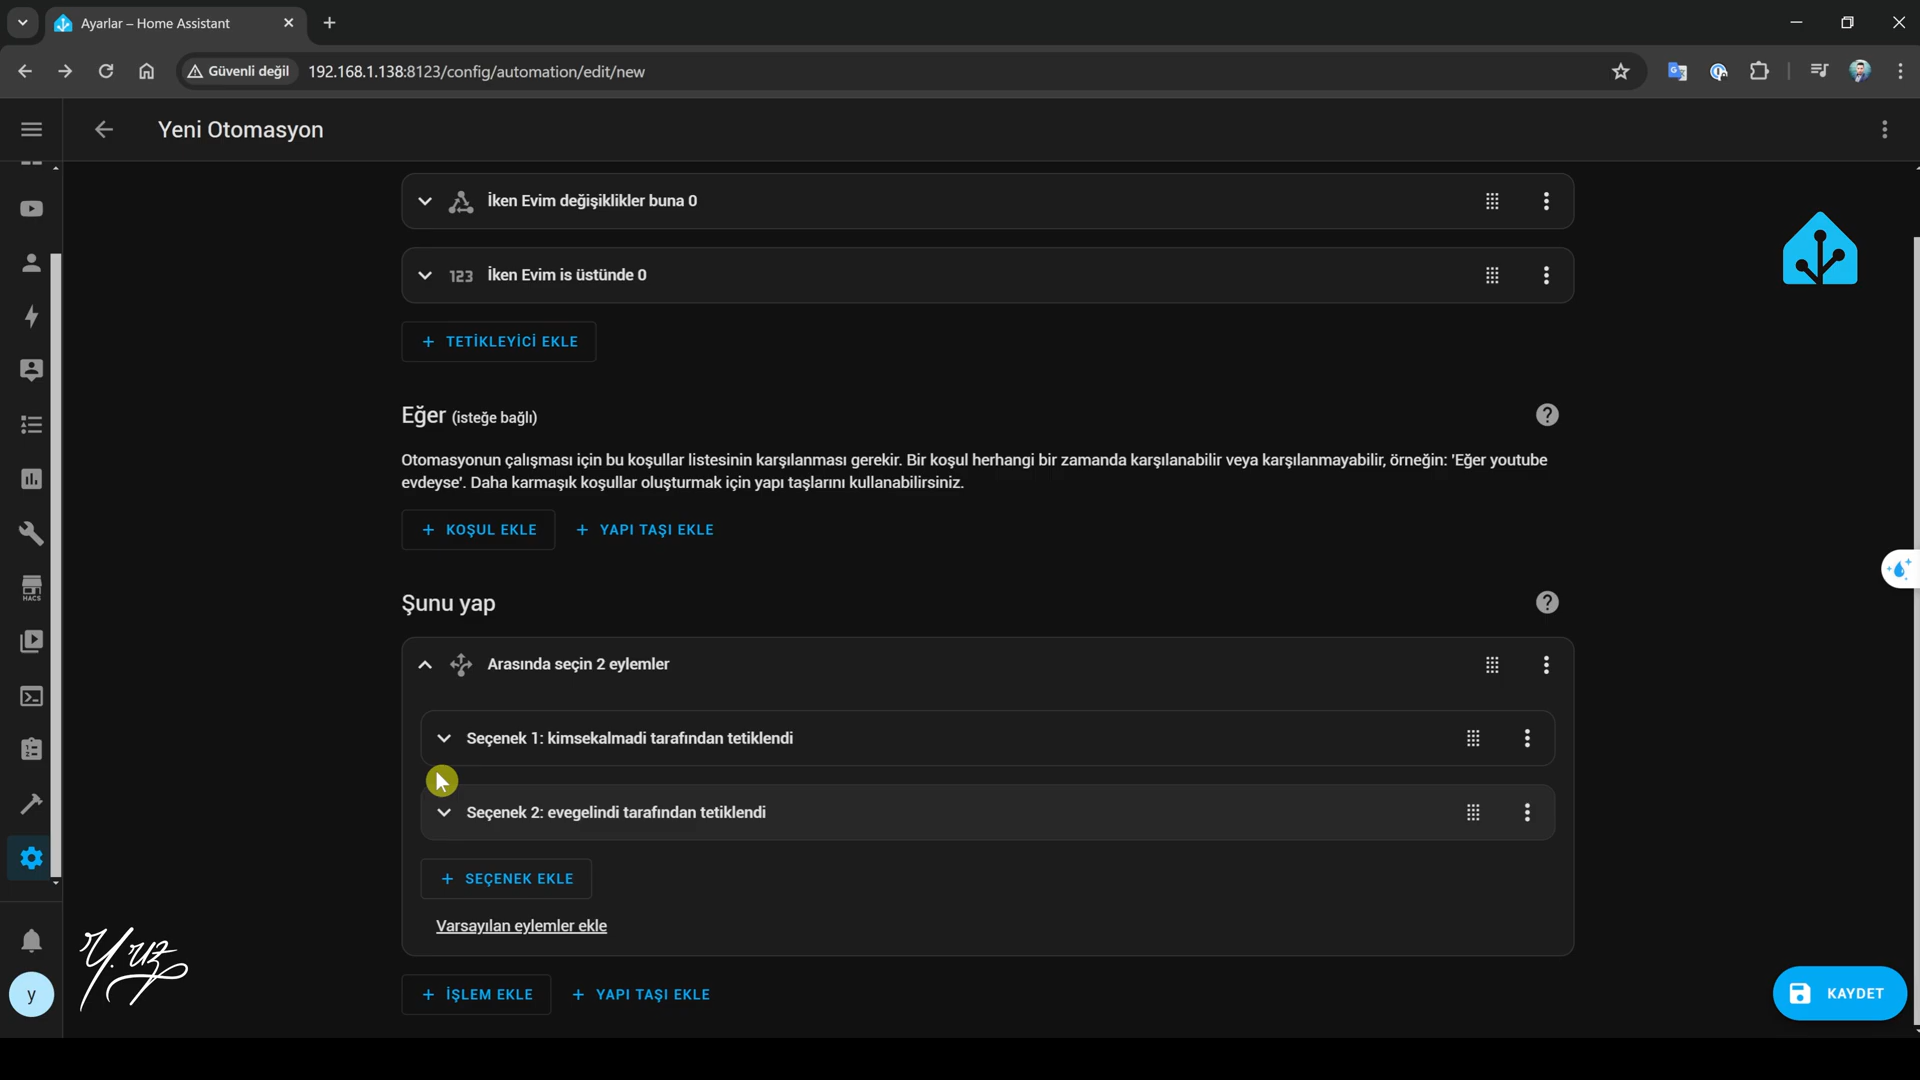 Ayarlar – Home Assistant
Güvenli değil
192.168.1.138:8123/config/automation/edit/new
Yeni Otomasyon
İken Evim değişiklikler buna 0
123
İken Evim is üstünde 0
+ TETİKLEYİCİ EKLE
Eğer (isteğe bağlı)
Otomasyonun çalışması için bu koşullar listesinin karşılanması gerekir. Bir koşul herhangi bir zamanda karşılanabilir veya karşılanmayabilir, örneğin: 'Eğer youtube
evdeyse'. Daha karmaşık koşullar oluşturmak için yapı taşlarını kullanabilirsiniz.
+ KOŞUL EKLE
+ YAPI TAŞI EKLE
HACS
Şunu yap
Arasında seçin 2 eylemler
Seçenek 1: kimsekalmadi tarafından tetiklendi
Seçenek 2: evegelindi tarafından tetiklendi
+ SEÇENEK EKLE
Varsayılan eylemler ekle
Y.uz
y
+ İŞLEM EKLE
+ YAPI TAŞI EKLE
KAYDET